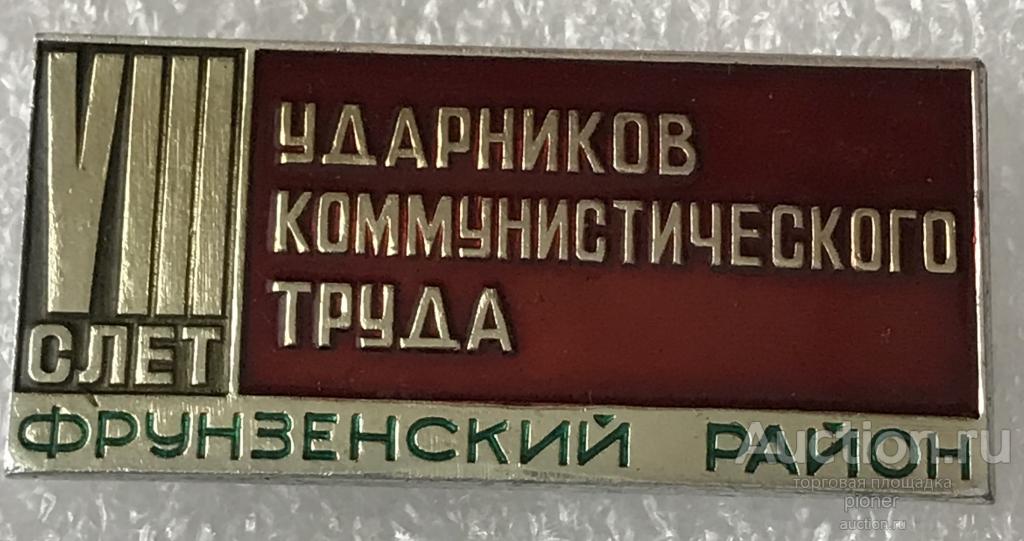 VIII
СЛЕТ
УДАРНИКОВ
КОММУНИСТИЧЕСКОГО
ТРУДА
ФРУНЗЕНСКИЙ РАЙОН
Auction.ru
торговая площадка
pioner
auction.ru